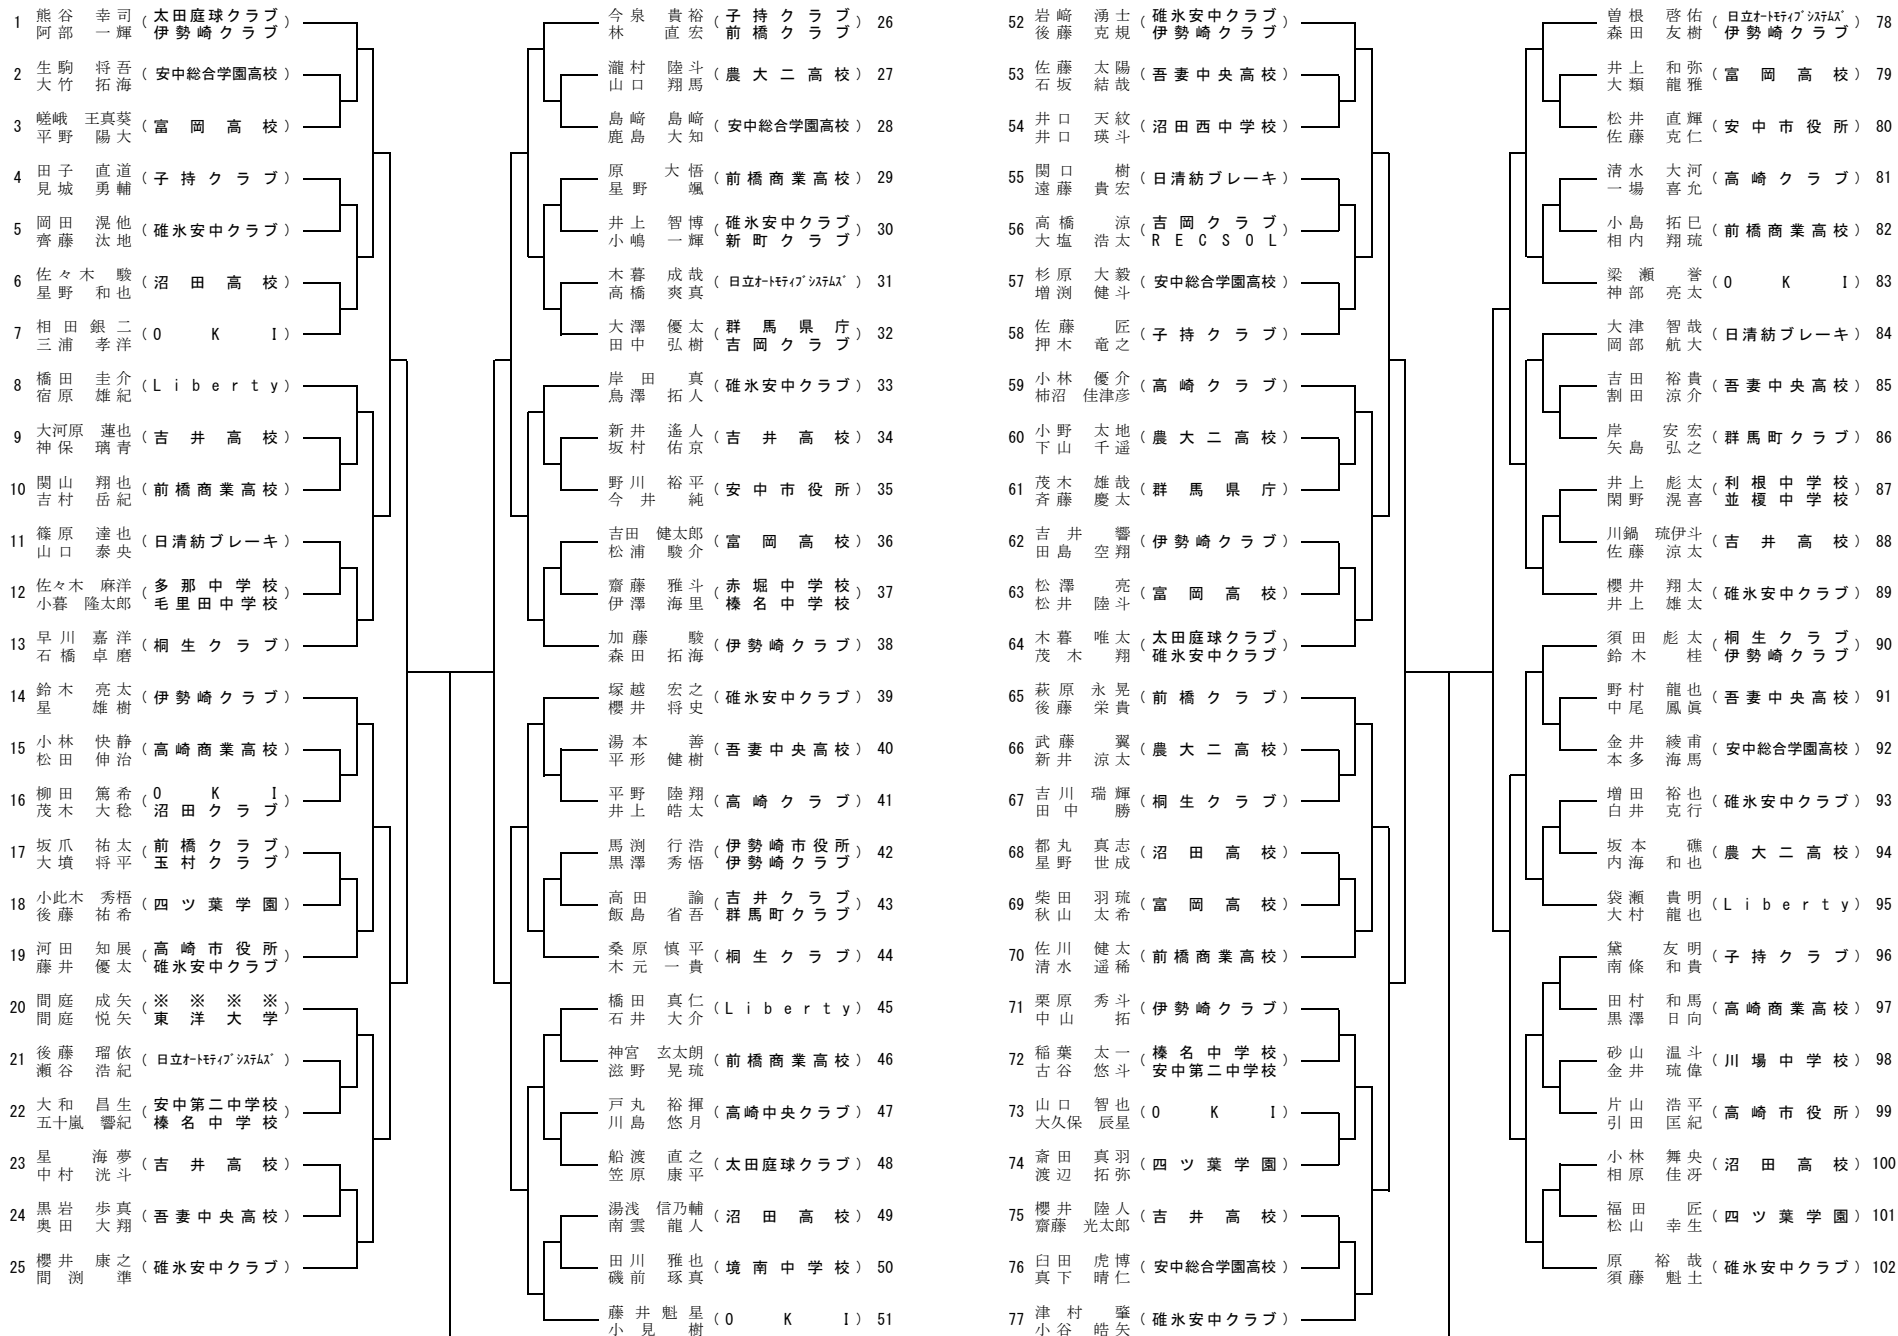 1 熊谷 幸司 (太田庭球クラブ)
阿部 一輝 (伊勢崎クラブ)
2 生駒 将吾 (安中総合学園高校)
大竹 拓海
3 嵯峨 王真葵 (富岡高校)
平野 陽大
4 田子 直道 (子持クラブ)
見城 勇輔
5 岡田 滉他 (碓氷安中クラブ)
齊藤 汰地
6 佐々木 駿 (沼田高校)
星野 和也
7 相田 銀二 (OKI)
三浦 孝洋
8 橋田 圭介 (Liberty)
宿原 雄紀
9 大河原 蓮也 (吉井高校)
神保 璃青
10 関山 翔也 (前橋商業高校)
吉村 岳紀
11 篠原 達也 (日清紡ブレーキ)
山口 泰央
12 佐々木 麻洋 (多那中学校)
小暮 隆太郎 (毛里田中学校)
13 早川 嘉洋 (桐生クラブ)
石橋 卓磨
14 鈴木 亮太 (伊勢崎クラブ)
星 雄樹
15 小林 快静 (高崎商業高校)
松田 伸治
16 柳田 篤希 (OKI)
茂木 大稔 (沼田クラブ)
17 坂爪 祐太 (前橋クラブ)
大墳 将平 (玉村クラブ)
18 小此木 秀梧 (四ツ葉学園)
後藤 祐希
19 河田 知展 (高崎市役所)
藤井 優太 (碓氷安中クラブ)
20 間庭 成矢 (※※※※)
間庭 悦矢 (東洋大学)
21 後藤 瑠依 (日立オートモティブシステムズ)
瀬谷 浩紀
22 大和 昌生 (安中第二中学校)
五十嵐 響紀 (榛名中学校)
23 星 海夢 (吉井高校)
中村 洸斗
24 黒岩 歩真 (吾妻中央高校)
奥田 大翔
25 櫻井 康之 (碓氷安中クラブ)
間渕 準
今泉 貴裕 (子持クラブ) 26
林 直宏 (前橋クラブ)
瀧村 陸斗 (農大二高校) 27
山口 翔馬
島﨑 島﨑 (安中総合学園高校) 28
鹿島 大知
原 大悟 (前橋商業高校) 29
星野 颯
井上 智博 (碓氷安中クラブ) 30
小嶋 一輝 (新町クラブ)
木暮 成哉 (日立オートモティブシステムズ) 31
高橋 爽真
大澤 優太 (群馬県庁) 32
田中 弘樹 (吉岡クラブ)
岸田 真 (碓氷安中クラブ) 33
鳥澤 拓人
新井 遙人 (吉井高校) 34
坂村 佑京
野川 裕平 (安中市役所) 35
今井 純
吉田 健太郎 (富岡高校) 36
松浦 駿介
齋藤 雅斗 (赤堀中学校) 37
伊澤 海里 (榛名中学校)
加藤 駿 (伊勢崎クラブ) 38
森田 拓海
塚越 宏之 (碓氷安中クラブ) 39
櫻井 将史
湯本 善 (吾妻中央高校) 40
平形 健樹
平野 陸翔 (高崎クラブ) 41
井上 皓太
馬渕 行浩 (伊勢崎市役所) 42
黒澤 秀悟 (伊勢崎クラブ)
高田 諭 (吉井クラブ) 43
飯島 省吾 (群馬町クラブ)
桑原 慎平 (桐生クラブ) 44
木元 一貴
橋田 真仁 (Liberty) 45
石井 大介
神宮 玄太朗 (前橋商業高校) 46
滋野 晃琉
戸丸 裕揮 (高崎中央クラブ) 47
川島 悠月
船渡 直之 (太田庭球クラブ) 48
笠原 康平
湯浅 信乃輔 (沼田高校) 49
南雲 龍人
田川 雅也 (境南中学校) 50
磯前 琢真
藤井 魁星 (OKI) 51
小見 樹
52 岩﨑 湧士 (碓氷安中クラブ)
後藤 克規 (伊勢崎クラブ)
53 佐藤 太陽 (吾妻中央高校)
石坂 結哉
54 井口 天紋 (沼田西中学校)
井口 瑛斗
55 関口 樹 (日清紡ブレーキ)
遠藤 貴宏
56 高橋 涼 (吉岡クラブ)
大塩 浩太 (RECSOL)
57 杉原 大毅 (安中総合学園高校)
増渕 健斗
58 佐藤 匠 (子持クラブ)
押木 竜之
59 小林 優介 (高崎クラブ)
柿沼 佳津彦
60 小野 太地 (農大二高校)
下山 千遥
61 茂木 雄哉 (群馬県庁)
斉藤 慶太
62 吉井 響 (伊勢崎クラブ)
田島 空翔
63 松澤 亮 (富岡高校)
松井 陸斗
64 木暮 唯太 (太田庭球クラブ)
茂木 翔 (碓氷安中クラブ)
65 萩原 永晃 (前橋クラブ)
後藤 栄貴
66 武藤 翼 (農大二高校)
新井 涼太
67 吉川 瑞輝 (桐生クラブ)
田中 勝
68 都丸 真志 (沼田高校)
星野 世成
69 柴田 羽琉 (富岡高校)
秋山 太希
70 佐川 健太 (前橋商業高校)
清水 遥稀
71 栗原 秀斗 (伊勢崎クラブ)
中山 拓
72 稲葉 太一 (榛名中学校)
古谷 悠斗 (安中第二中学校)
73 山口 智也 (OKI)
大久保 辰星
74 斎田 真羽 (四ツ葉学園)
渡辺 拓弥
75 櫻井 陸人 (吉井高校)
齋藤 光太郎
76 臼田 虎博 (安中総合学園高校)
真下 晴仁
77 津村 肇 (碓氷安中クラブ)
小谷 皓矢
曽根 啓佑 (日立オートモティブシステムズ) 78
森田 友樹 (伊勢崎クラブ)
井上 和弥 (富岡高校) 79
大類 龍雅
松井 直輝 (安中市役所) 80
佐藤 克仁
清水 大河 (高崎クラブ) 81
一場 喜允
小島 拓巳 (前橋商業高校) 82
相内 翔琉
梁瀬 誉 (OKI) 83
神部 亮太
大津 智哉 (日清紡ブレーキ) 84
岡部 航大
吉田 裕貴 (吾妻中央高校) 85
割田 涼介
岸 安宏 (群馬町クラブ) 86
矢島 弘之
井上 彪太 (利根中学校) 87
閑野 滉喜 (並榎中学校)
川鍋 琉伊斗 (吉井高校) 88
佐藤 涼太
櫻井 翔太 (碓氷安中クラブ) 89
井上 雄太
須田 彪太 (桐生クラブ) 90
鈴木 桂 (伊勢崎クラブ)
野村 龍也 (吾妻中央高校) 91
中尾 鳳眞
金井 綾甫 (安中総合学園高校) 92
本多 海馬
増田 裕也 (碓氷安中クラブ) 93
白井 克行
坂本 礁 (農大二高校) 94
内海 和也
袋瀬 貴明 (Liberty) 95
大村 龍也
黛 友明 (子持クラブ) 96
南條 和貴
田村 和馬 (高崎商業高校) 97
黒澤 日向
砂山 温斗 (川場中学校) 98
金井 琉偉
片山 浩平 (高崎市役所) 99
引田 匡紀
小林 舞央 (沼田高校) 100
相原 佳冴
福田 匠 (四ツ葉学園) 101
松山 幸生
原 裕哉 (碓氷安中クラブ) 102
須藤 魁士